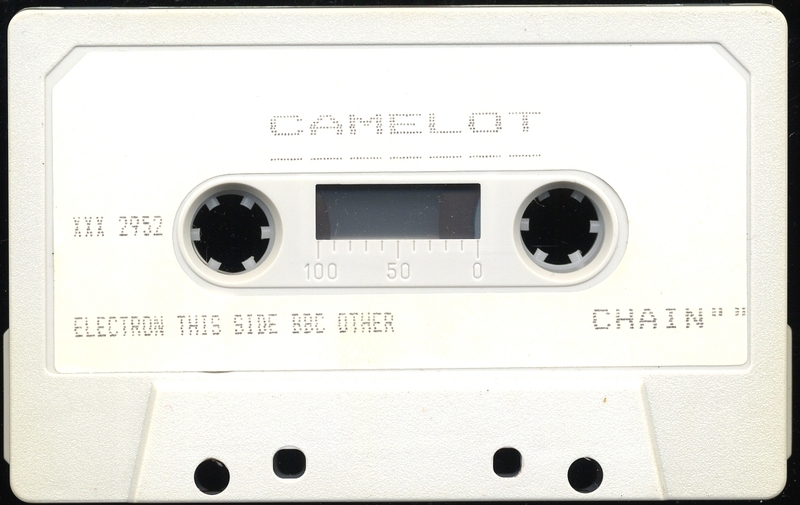 CAMELOT
XXX 2952
100 50 0
ELECTRON THIS SIDE BBC OTHER
CHAIN""